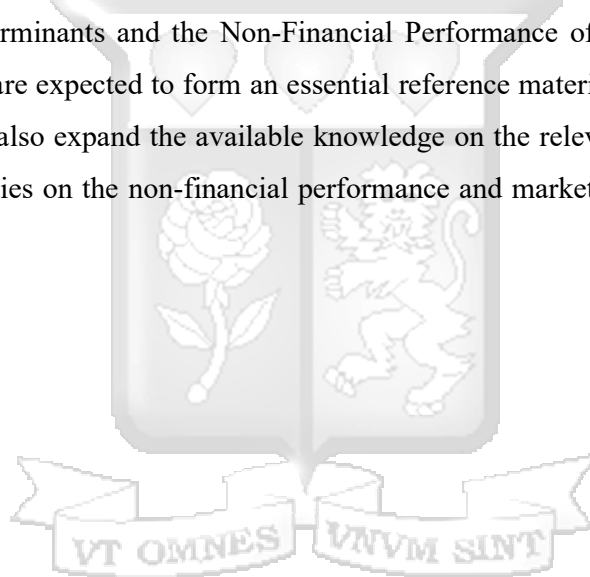 rminants and the Non-Financial Performance of
are expected to form an essential reference materi
also expand the available knowledge on the relev
ies on the non-financial performance and market
VT OMNES VNVM SINT